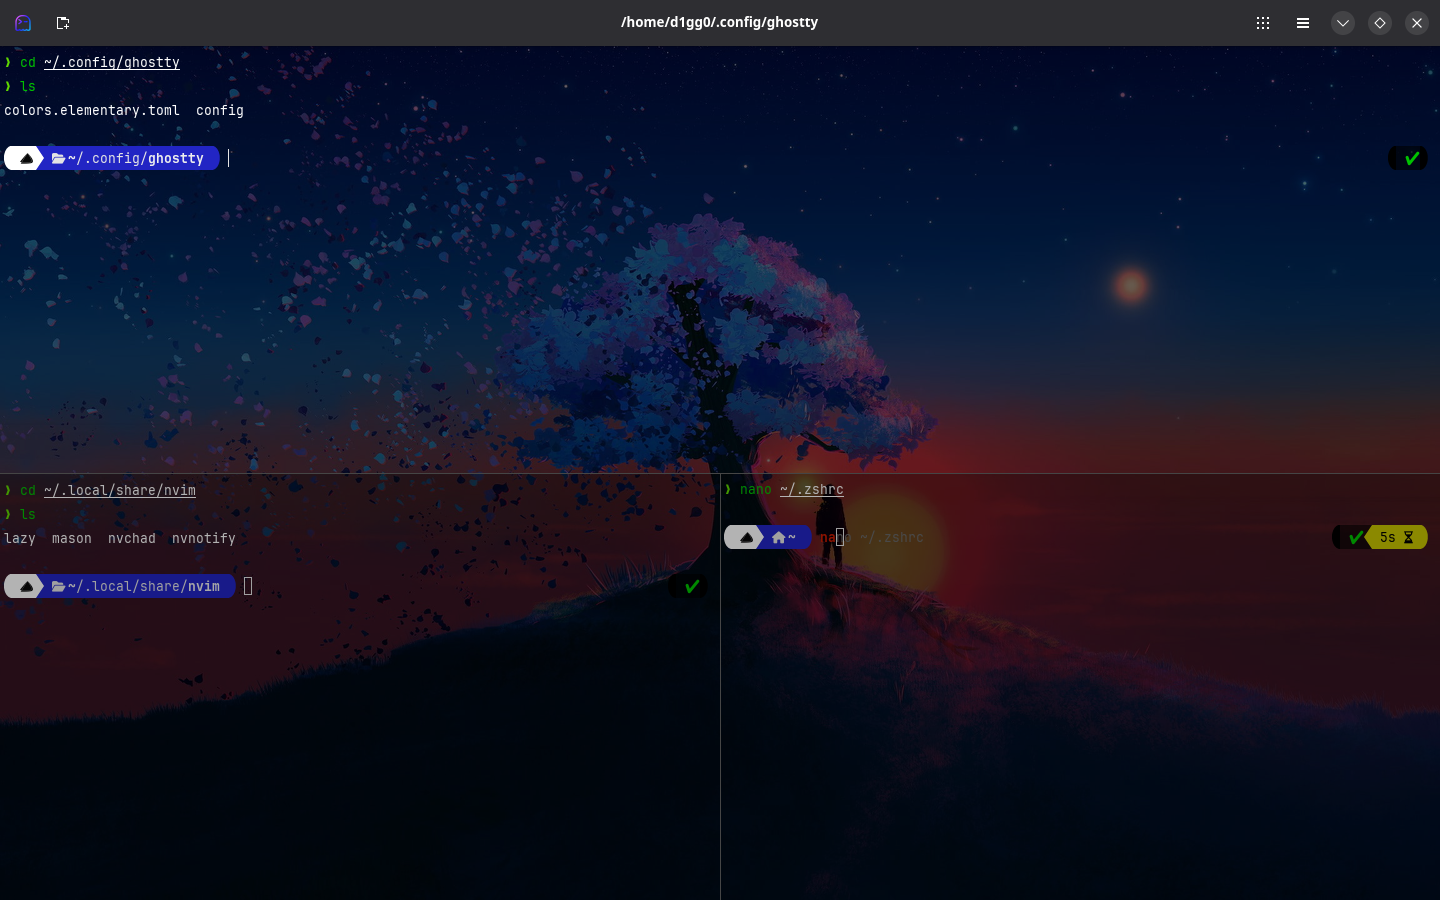 /home/d1gg0/.config/ghostty
❯ cd ~/.config/ghostty
❯ ls
colors.elementary.toml  config
~/.config/ghostty
❯ cd ~/.local/share/nvim
❯ ls
lazy  mason  nvchad  nvnotify
~/.local/share/nvim
❯ nano ~/.zshrc
~ nano ~/.zshrc 5s